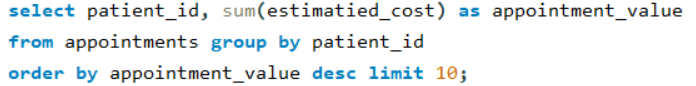 select patient_id, sum(estimatied_cost) as appointment_value
from appointments group by patient_id
order by appointment_value desc limit 10;